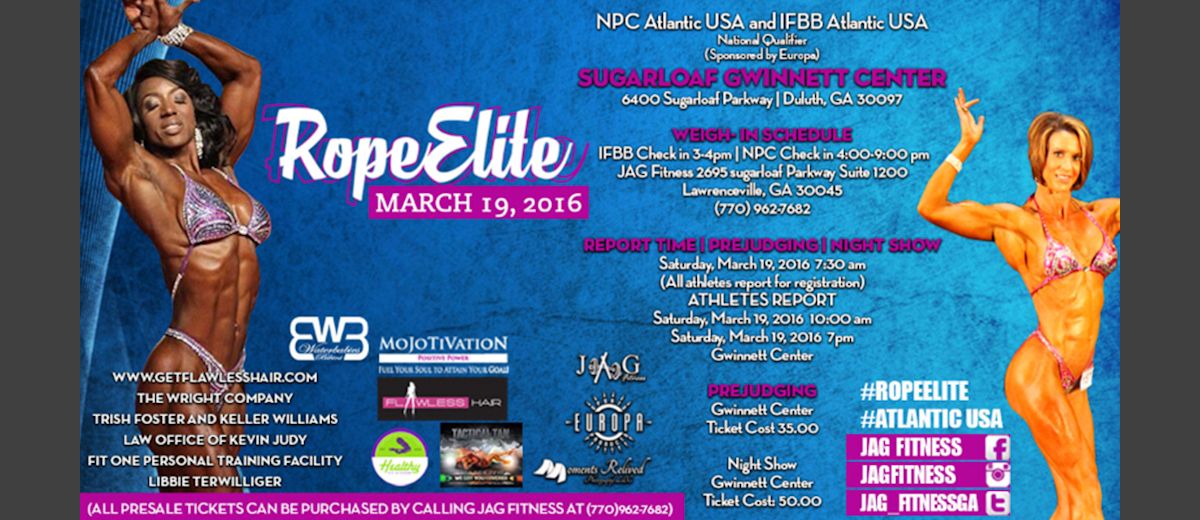 RopeElite
MARCH 19, 2016
NPC Atlantic USA and IFBB Atlantic USA
National Qualifier
(Sponsored by Europa)
SUGARLOAF GWINNETT CENTER
6400 Sugarloaf Parkway | Duluth, GA 30097
WEIGH- IN SCHEDULE
IFBB Check in 3-4pm | NPC Check in 4:00-9:00 pm
JAG Fitness 2695 sugarloaf Parkway Suite 1200
Lawrenceville, GA 30045
(770) 962-7682
REPORT TIME | PREJUDGING | NIGHT SHOW
Saturday, March 19, 2016 7:30 am
(All athletes report for registration)
ATHLETES REPORT
Saturday, March 19, 2016 10:00 am
Saturday, March 19, 2016 7pm
Gwinnett Center
PREJUDGING
Gwinnett Center
Ticket Cost 35.00
Night Show
Gwinnett Center
Ticket Cost: 50.00
#ROPEELITE
#ATLANTIC USA
JAG FITNESS
JAGFITNESS
JAG_FITNESSGA
Waterbabies
Bikinis
MOJOTIVATION
POSITIVE POWER
FUEL YOUR SOUL TO ATTAIN YOUR GOAL!
FLAWLESS HAIR
Healthy
TACTICAL TAN
WE GOT YOU COVERED
JAG
Fitness
-EUROPA-
Moments Relived
WWW.GETFLAWLESSHAIR.COM
THE WRIGHT COMPANY
TRISH FOSTER AND KELLER WILLIAMS
LAW OFFICE OF KEVIN JUDY
FIT ONE PERSONAL TRAINING FACILITY
LIBBIE TERWILLIGER
(ALL PRESALE TICKETS CAN BE PURCHASED BY CALLING JAG FITNESS AT (770)962-7682)